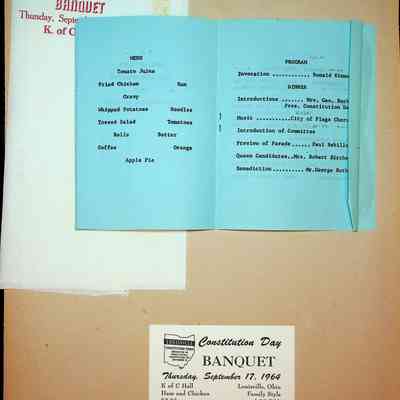 BANQUET
Thursday, Sept
K. of C
MENU
Tomato Juice
Fried Chicken Ham
Gravy
Whipped Potatoes Noodles
Tossed Salad Tomatoes
Rolls Butter
Coffee Orange
Apple Pie
PROGRAM
Invocation ............ Donald
DINNER
Introductions ....... Mrs. Geo.
Pres. Constitution
Music ...........City of Flags
Introduction of Committee
Preview of Parade...... Paul
Queen Candidates..Mrs. Robert
Benediction .......... Mr.George
LOUISVILLE
Constitution Day
BANQUET
Thursday, September 17, 1964
K of C Hall Louisville, Ohio
Ham and Chicken Family Style